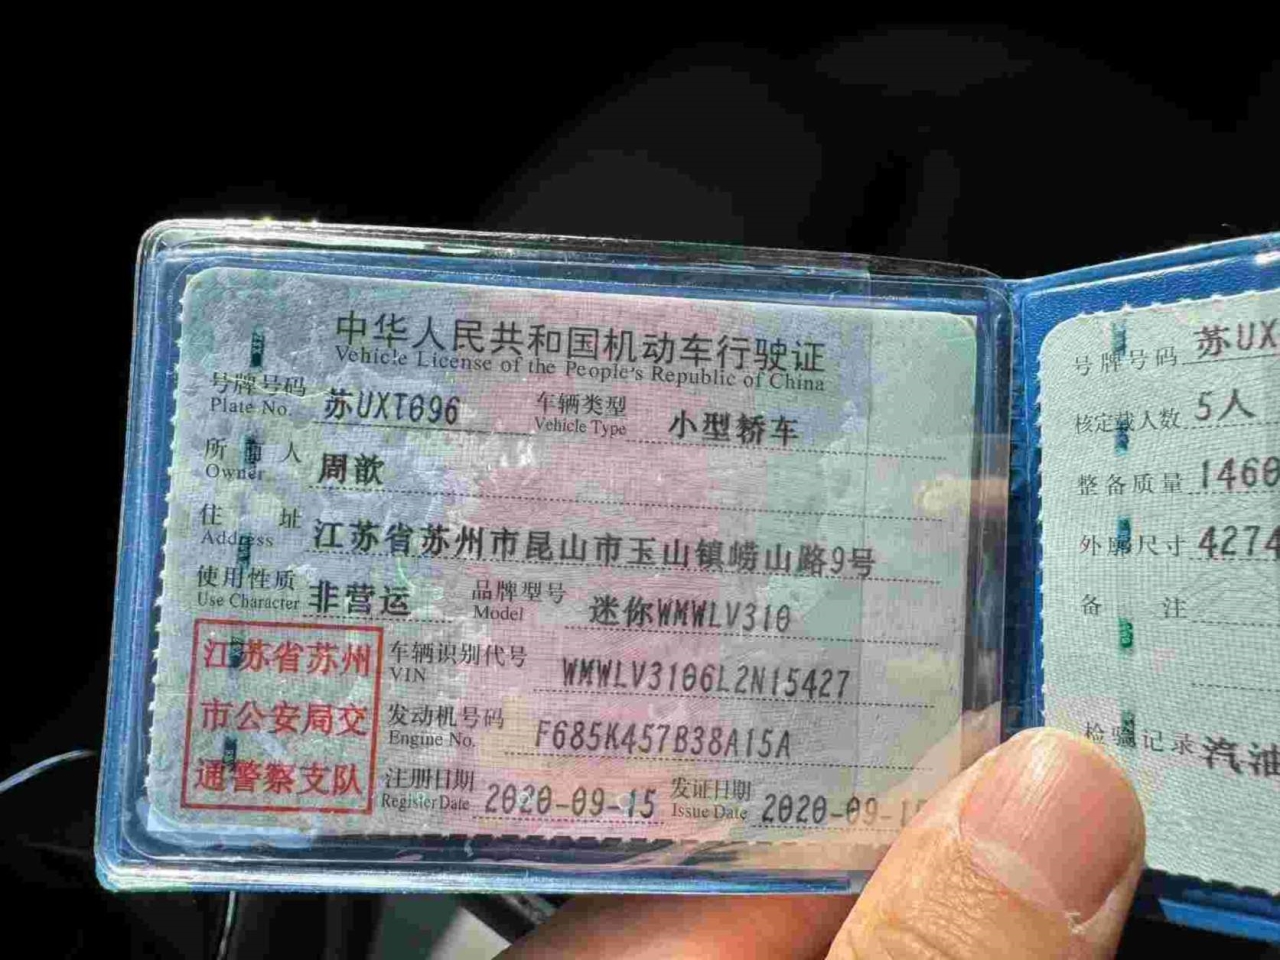 中华人民共和国机动车行驶证
Vehicle License of the People's Republic of China
号牌号码 苏UXT096 车辆类型 小型轿车
Plate No. Vehicle Type
所有人 周歆
Owner
住址 江苏省苏州市昆山市玉山镇崂山路9号
Address
使用性质 非营运 品牌型号 迷你WMWLV310
Use Character Model
江苏省苏州
市公安局交
通警察支队
车辆识别代号 WMWLV3106L2N15427
VIN
发动机号码 F685K457B38A15A
Engine No.
注册日期 2020-09-15 发证日期 2020-09-1
Register Date Issue Date
号牌号码 苏UX
核定载人数 5人
整备质量 1460
外廓尺寸 4274
备注
检验记录 汽油